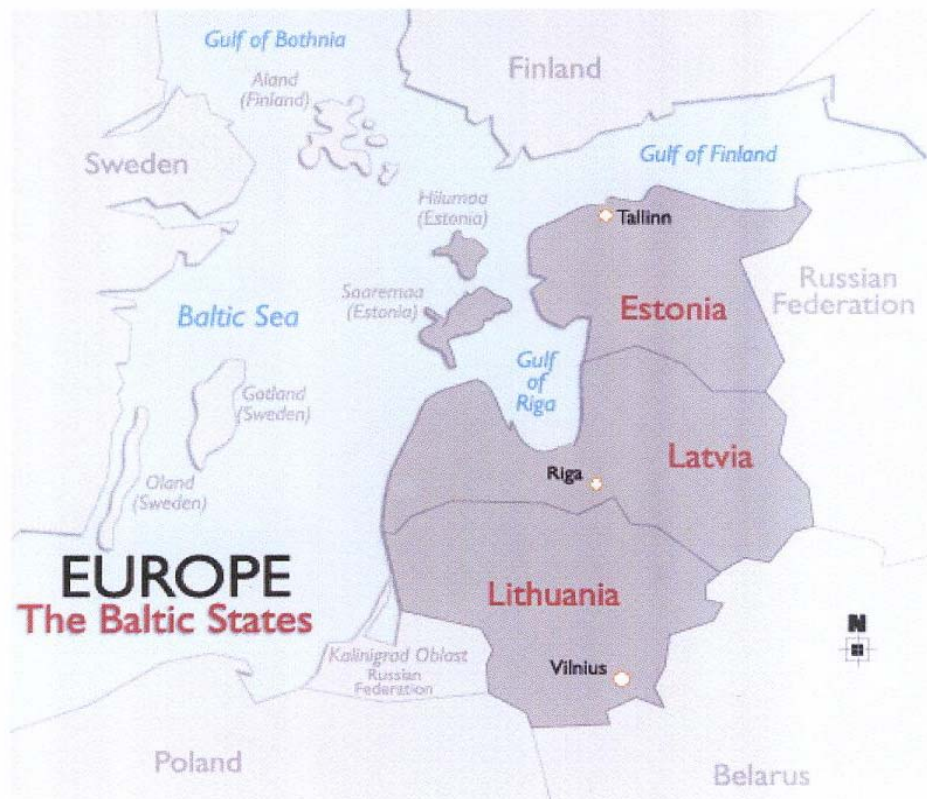 Gulf of Bothnia
Aland
(Finland)
Finland
Sweden
Gulf of Finland
Hiiumaa
(Estonia)
Tallinn
Russian
Federation
Saaremaa
(Estonia)
Estonia
Baltic Sea
Gulf
of
Riga
Gotland
(Sweden)
Latvia
Riga
Oland
(Sweden)
EUROPE
The Baltic States
Lithuania
N
Kalinigrad Oblast
Russian
Federation
Vilnius
Poland
Belarus